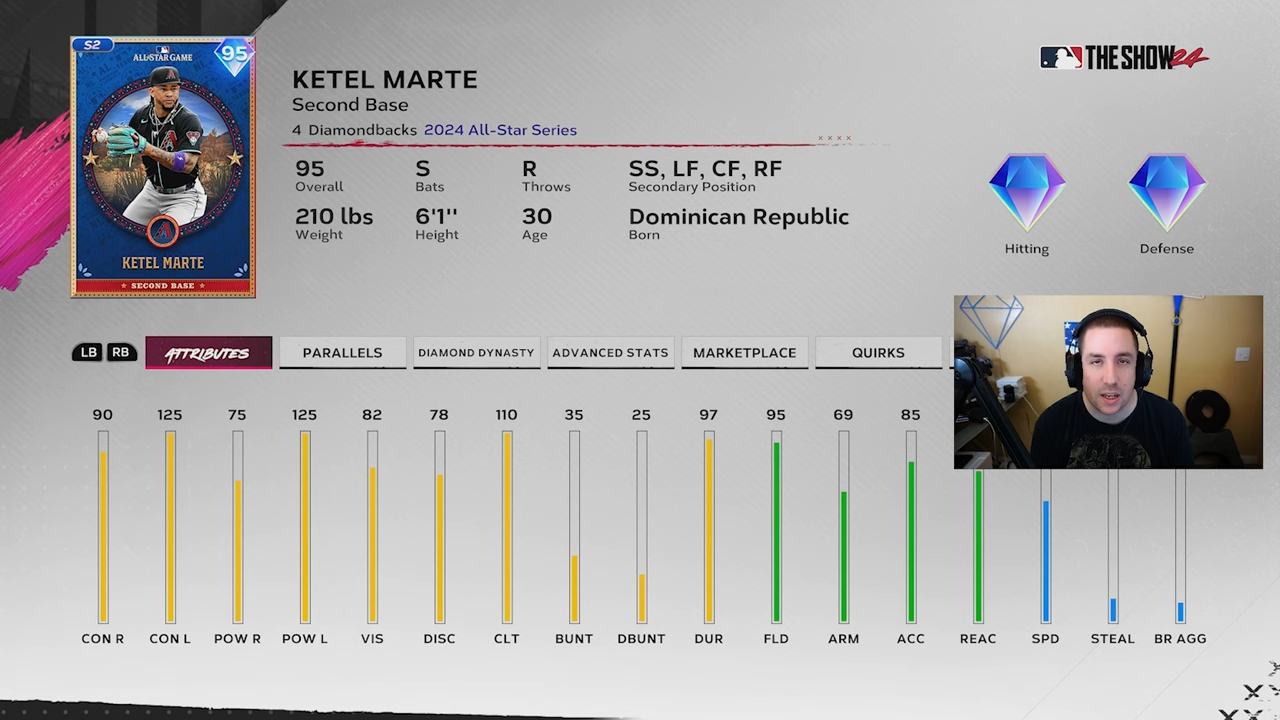 S2
95
ALL-STAR GAME
KETEL MARTE
★ SECOND BASE ★
KETEL MARTE
Second Base
4 Diamondbacks 2024 All-Star Series
THE SHOW 24
95 S R SS, LF, CF, RF
Overall Bats Throws Secondary Position
210 lbs 6'1'' 30 Dominican Republic
Weight Height Age Born
Hitting Defense
LB RB ATTRIBUTES PARALLELS DIAMOND DYNASTY ADVANCED STATS MARKETPLACE QUIRKS
90 125 75 125 82 78 110 35 25 97 95 69 85
CON R CON L POW R POW L VIS DISC CLT BUNT DBUNT DUR FLD ARM ACC REAC SPD STEAL BR AGG